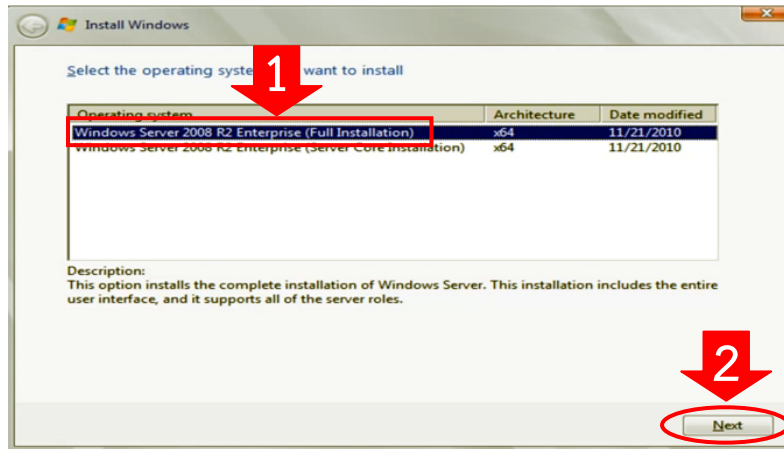 Install Windows
Select the operating syste want to install
1
Operating system Architecture Date modified
Windows Server 2008 R2 Enterprise (Full Installation) x64 11/21/2010
Windows Server 2008 R2 Enterprise (Server Core Installation) x64 11/21/2010
Description:
This option installs the complete installation of Windows Server. This installation includes the entire
user interface, and it supports all of the server roles.
2
Next